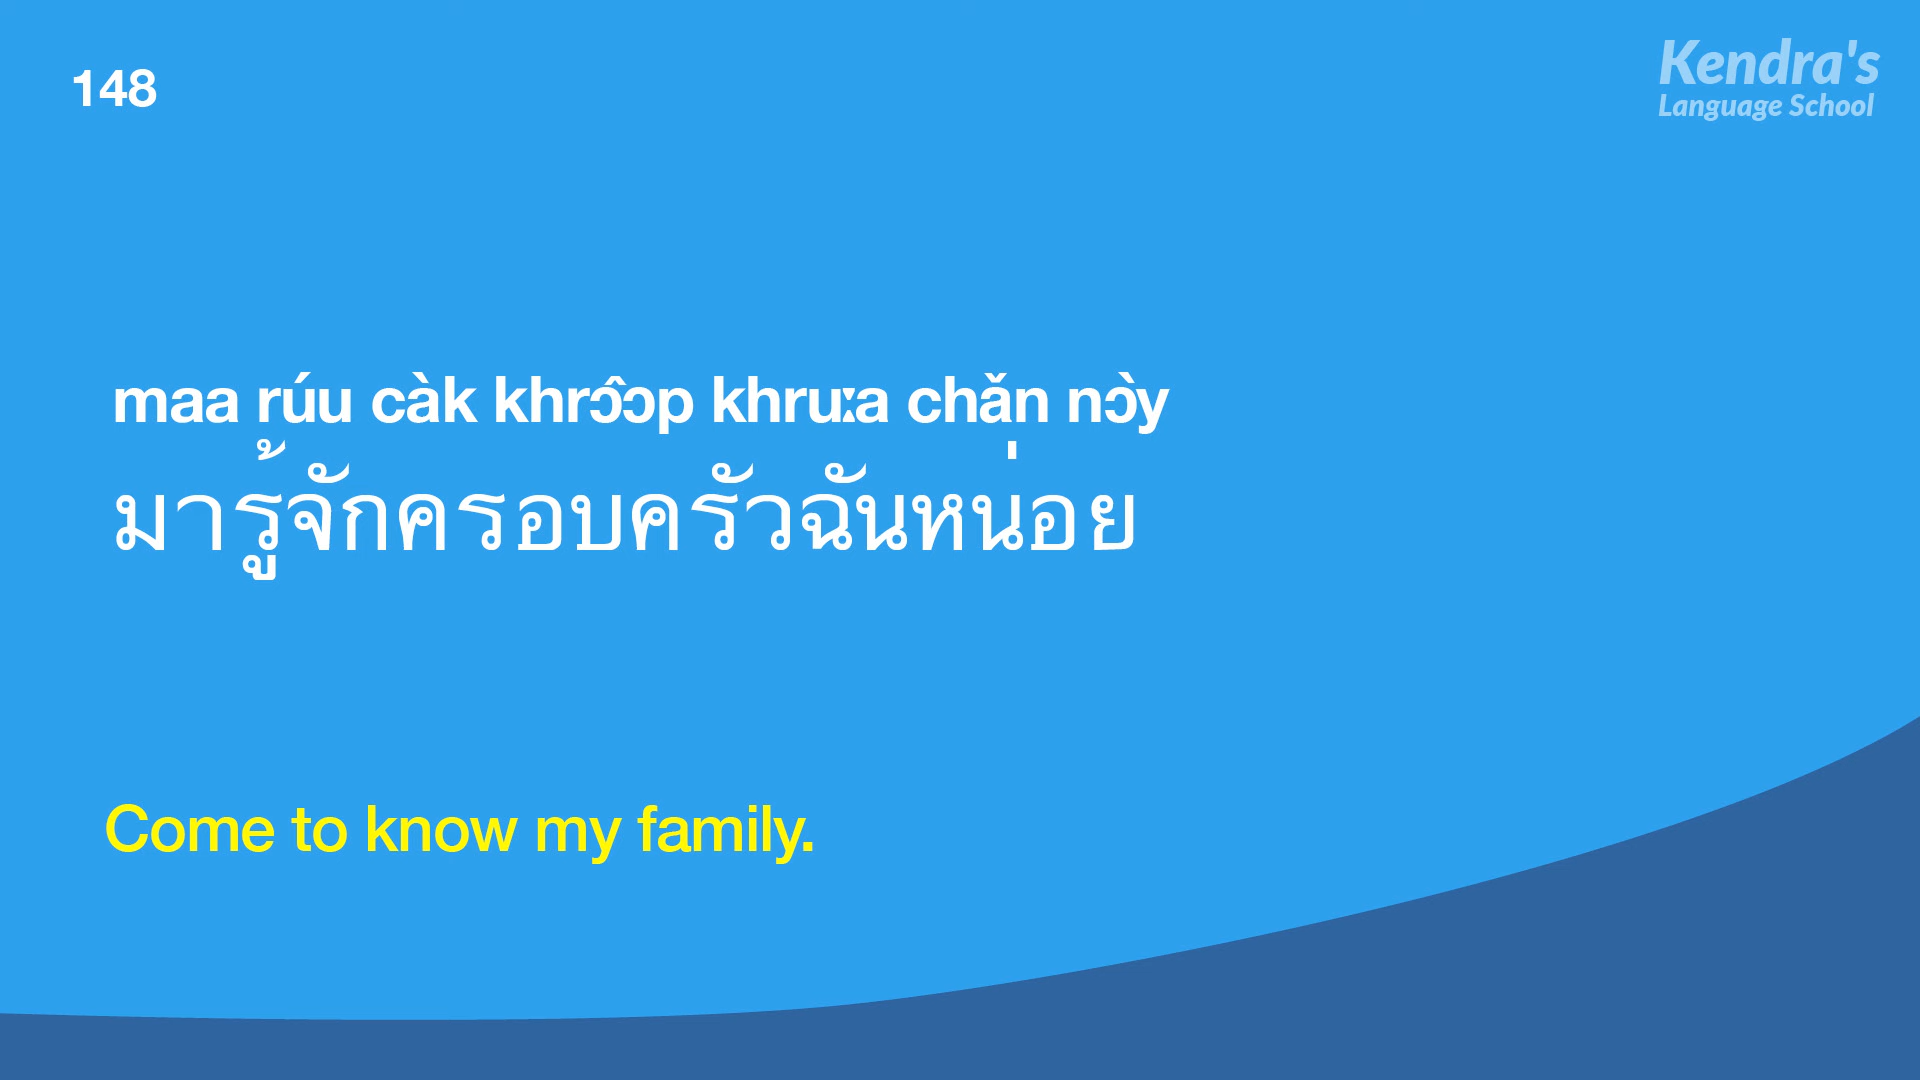 148
Kendra's
Language School
maa rúu càk khrɔ̂ɔp khruːa chǎn nɔ̀y
มารู้จักครอบครัวฉันหน่อย
Come to know my family.